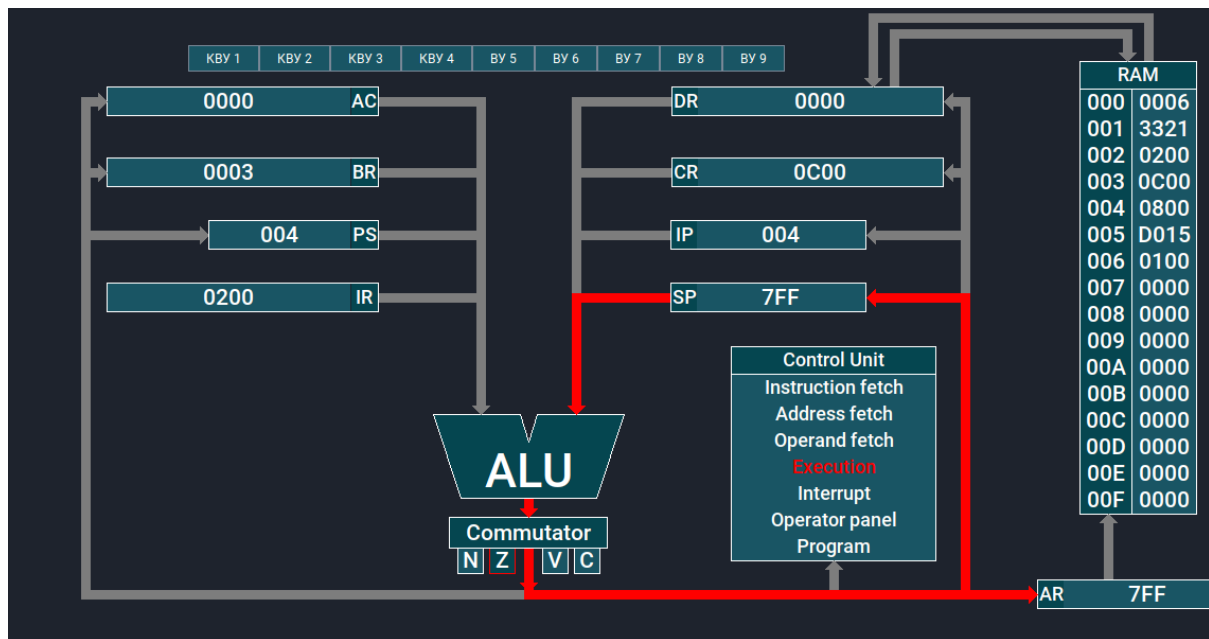 КВУ 1 КВУ 2 КВУ 3 КВУ 4 ВУ 5 ВУ 6 ВУ 7 ВУ 8 ВУ 9
0000 AC
0003 BR
004 PS
0200 IR
DR 0000
CR 0C00
IP 004
SP 7FF
ALU
Commutator
N Z V C
Control Unit
Instruction fetch
Address fetch
Operand fetch
Execution
Interrupt
Operator panel
Program
RAM
000 0006
001 3321
002 0200
003 0C00
004 0800
005 D015
006 0100
007 0000
008 0000
009 0000
00A 0000
00B 0000
00C 0000
00D 0000
00E 0000
00F 0000
AR 7FF